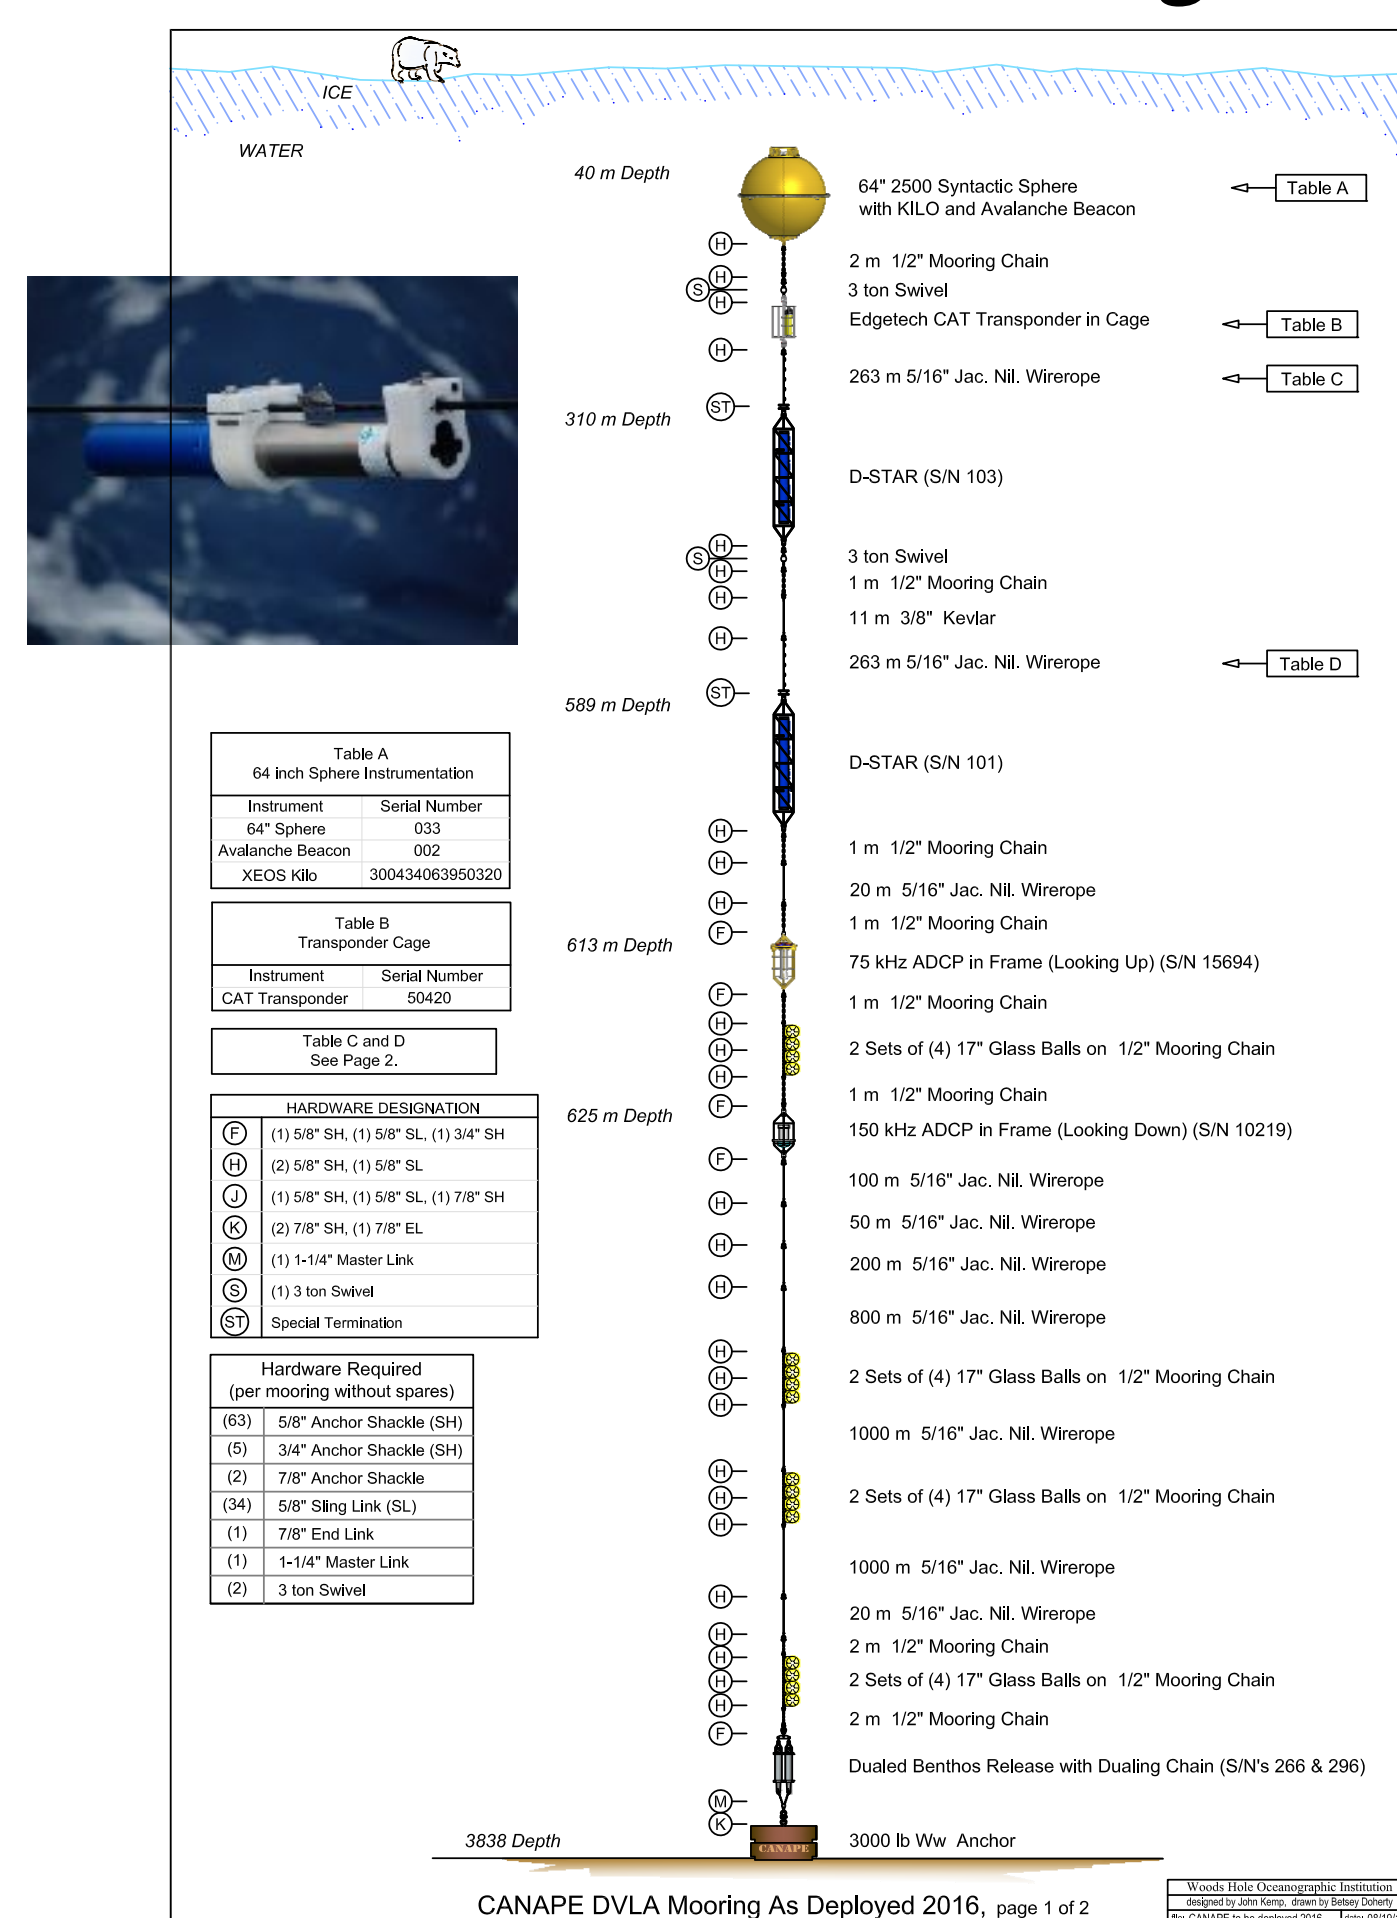 ICE
WATER
40 m Depth
64" 2500 Syntactic Sphere
with KILO and Avalanche Beacon
Table A
H
2 m 1/2" Mooring Chain
H
S
3 ton Swivel
H
Edgetech CAT Transponder in Cage
Table B
H
263 m 5/16" Jac. Nil. Wirerope
Table C
ST
310 m Depth
D-STAR (S/N 103)
H
S
3 ton Swivel
H
1 m 1/2" Mooring Chain
H
11 m 3/8" Kevlar
H
263 m 5/16" Jac. Nil. Wirerope
Table D
ST
589 m Depth
D-STAR (S/N 101)
H
1 m 1/2" Mooring Chain
H
20 m 5/16" Jac. Nil. Wirerope
H
1 m 1/2" Mooring Chain
F
613 m Depth
75 kHz ADCP in Frame (Looking Up) (S/N 15694)
F
1 m 1/2" Mooring Chain
H
H
2 Sets of (4) 17" Glass Balls on 1/2" Mooring Chain
H
1 m 1/2" Mooring Chain
F
625 m Depth
150 kHz ADCP in Frame (Looking Down) (S/N 10219)
F
100 m 5/16" Jac. Nil. Wirerope
H
50 m 5/16" Jac. Nil. Wirerope
H
200 m 5/16" Jac. Nil. Wirerope
H
800 m 5/16" Jac. Nil. Wirerope
H
H
2 Sets of (4) 17" Glass Balls on 1/2" Mooring Chain
H
1000 m 5/16" Jac. Nil. Wirerope
H
H
2 Sets of (4) 17" Glass Balls on 1/2" Mooring Chain
H
1000 m 5/16" Jac. Nil. Wirerope
H
20 m 5/16" Jac. Nil. Wirerope
H
2 m 1/2" Mooring Chain
H
H
2 Sets of (4) 17" Glass Balls on 1/2" Mooring Chain
H
2 m 1/2" Mooring Chain
F
Dualed Benthos Release with Dualing Chain (S/N's 266 & 296)
M
K
3838 Depth
CANAPE
3000 lb Ww Anchor
Table A
64 inch Sphere Instrumentation
Instrument Serial Number
64" Sphere 033
Avalanche Beacon 002
XEOS Kilo 300434063950320
Table B
Transponder Cage
Instrument Serial Number
CAT Transponder 50420
Table C and D
See Page 2.
HARDWARE DESIGNATION
F (1) 5/8" SH, (1) 5/8" SL, (1) 3/4" SH
H (2) 5/8" SH, (1) 5/8" SL
J (1) 5/8" SH, (1) 5/8" SL, (1) 7/8" SH
K (2) 7/8" SH, (1) 7/8" EL
M (1) 1-1/4" Master Link
S (1) 3 ton Swivel
ST Special Termination
Hardware Required
(per mooring without spares)
(63) 5/8" Anchor Shackle (SH)
(5) 3/4" Anchor Shackle (SH)
(2) 7/8" Anchor Shackle
(34) 5/8" Sling Link (SL)
(1) 7/8" End Link
(1) 1-1/4" Master Link
(2) 3 ton Swivel
CANAPE DVLA Mooring As Deployed 2016, page 1 of 2
Woods Hole Oceanographic Institution
designed by John Kemp, drawn by Betsey Doherty